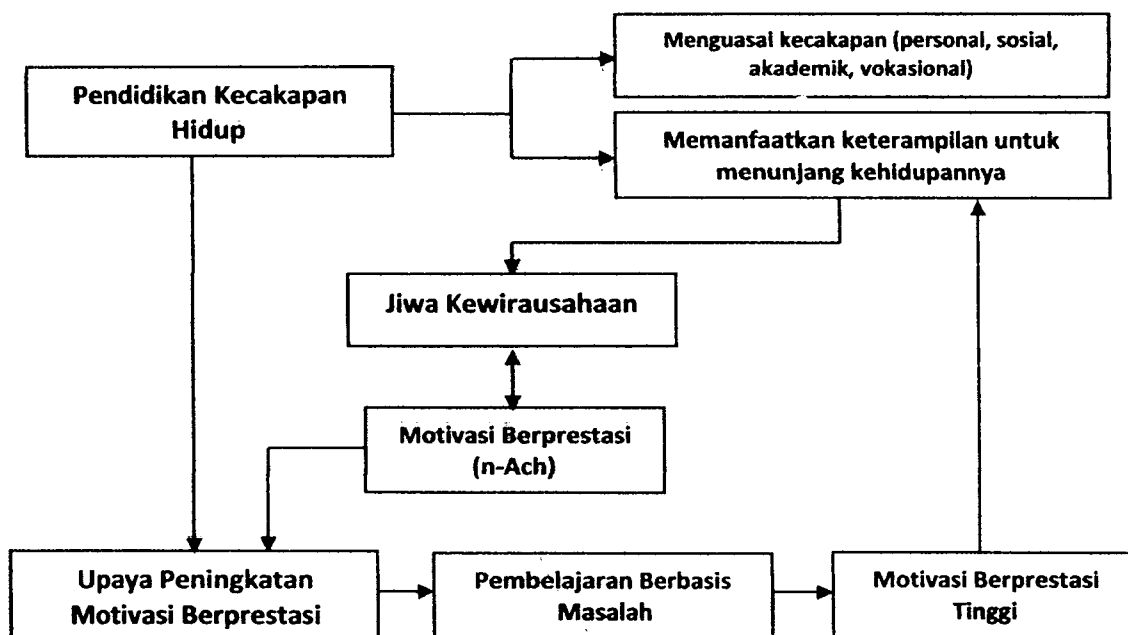 Menguasai kecakapan (personal, sosial,
akademik, vokasional)
Pendidikan Kecakapan
Hidup
Memanfaatkan keterampilan untuk
menunjang kehidupannya
Jiwa Kewirausahaan
Motivasi Berprestasi
(n-Ach)
Upaya Peningkatan
Motivasi Berprestasi
Pembelajaran Berbasis
Masalah
Motivasi Berprestasi
Tinggi